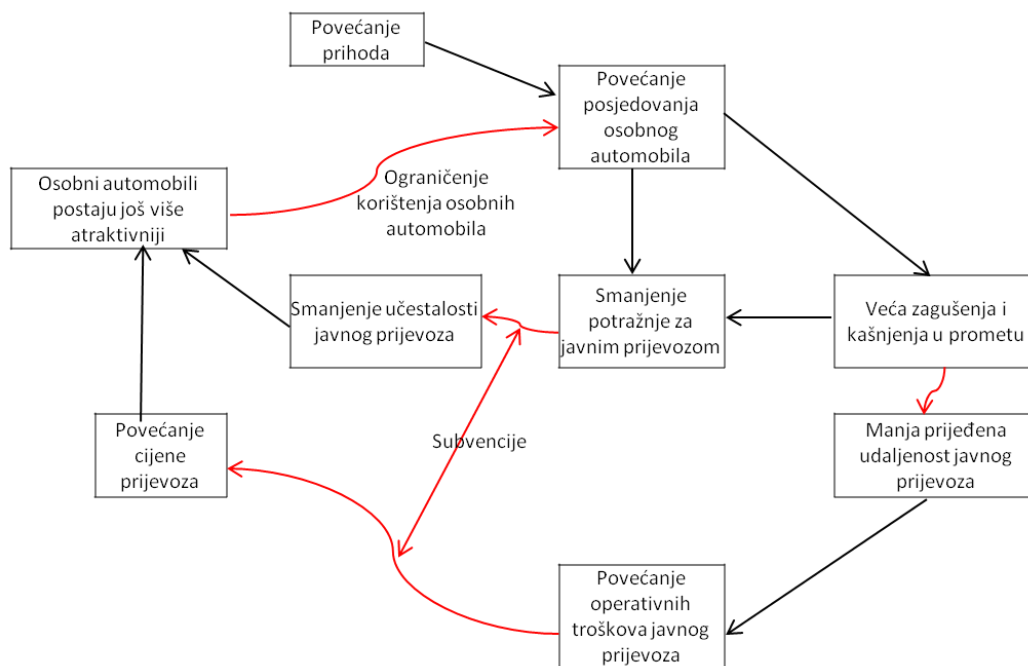 Povećanje
prihoda
Povećanje
posjedovanja
osobnog
automobila
Osobni automobili
postaju još više
atraktivniji
Ograničenje
korištenja osobnih
automobila
Smanjenje učestalosti
javnog prijevoza
Smanjenje
potražnje za
javnim prijevozom
Veća zagušenja i
kašnjenja u prometu
Povećanje
cijene
prijevoza
Subvencije
Manja prijeđena
udaljenost javnog
prijevoza
Povećanje
operativnih
troškova javnog
prijevoza